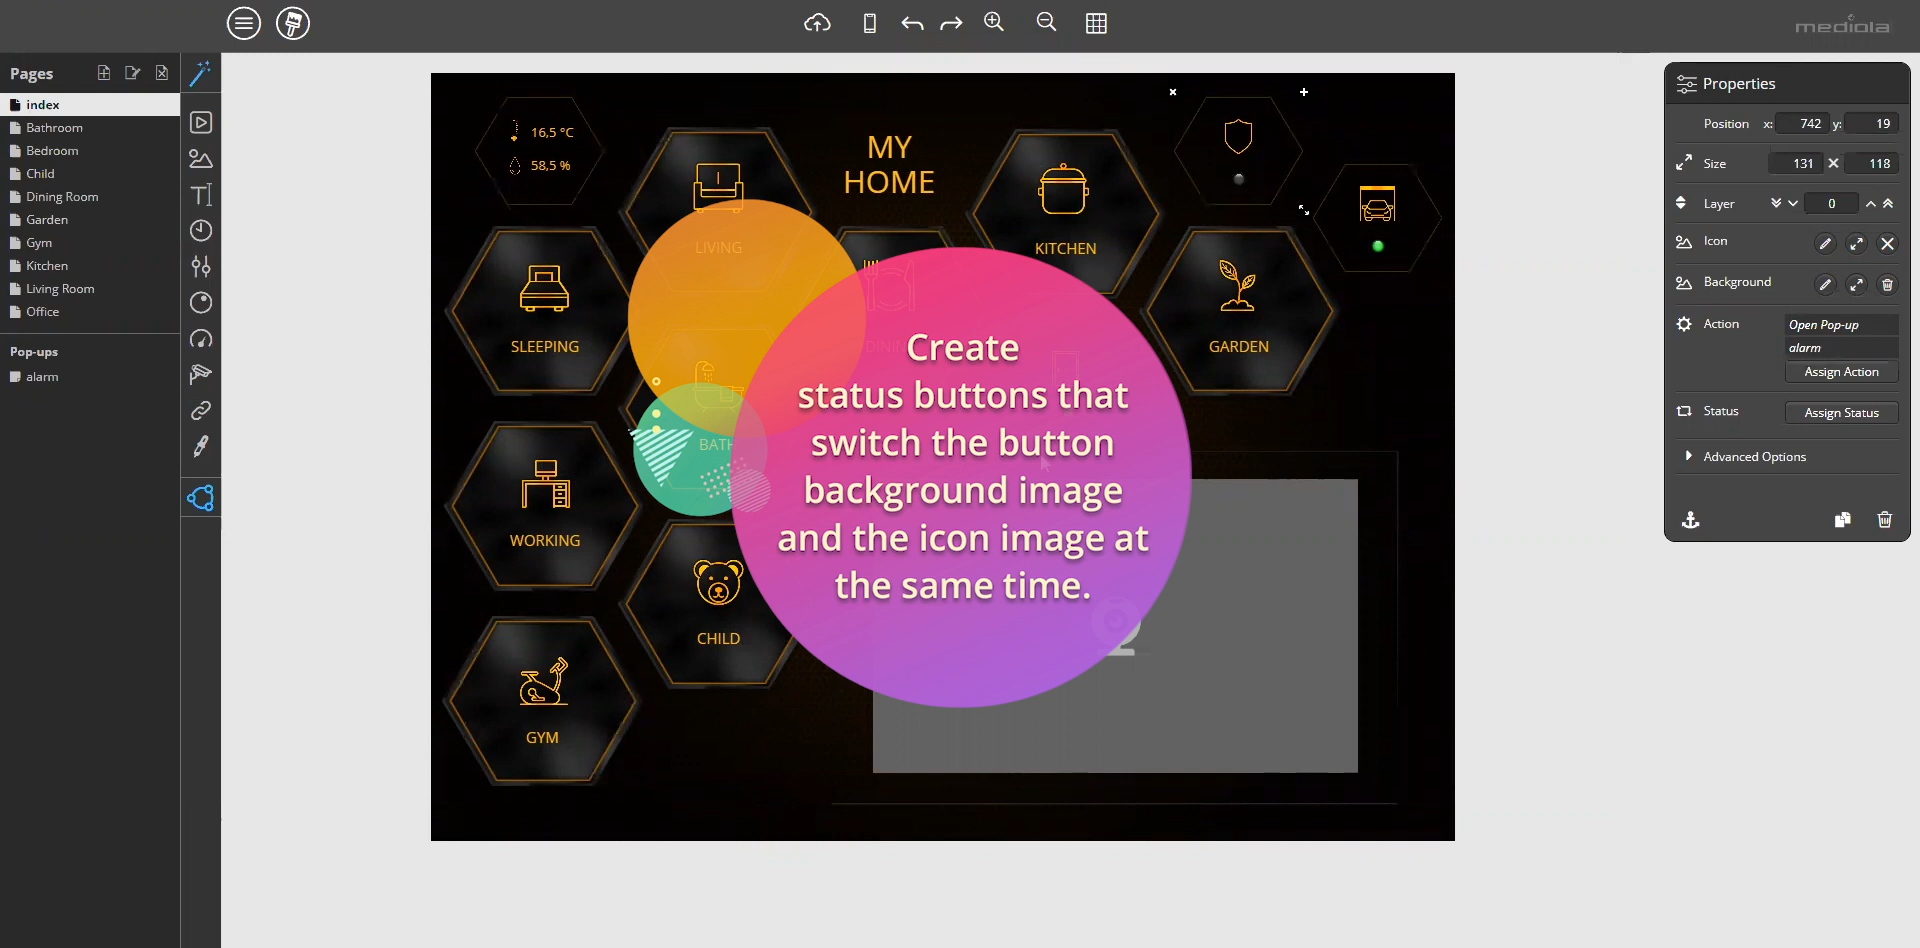 mediola
Pages
index
Bathroom
Bedroom
Child
Dining Room
Garden
Gym
Kitchen
Living Room
Office
Pop-ups
alarm
16,5 °C
58,5 %
LIVING
MY
HOME
KITCHEN
SLEEPING
DINING
GARDEN
BATH
WORKING
CHILD
GYM
Create
status buttons that
switch the button
background image
and the icon image at
the same time.
Properties
Position x: 742 y: 19
Size 131 × 118
Layer 0
Icon
Background
Action Open Pop-up
alarm
Assign Action
Status Assign Status
Advanced Options